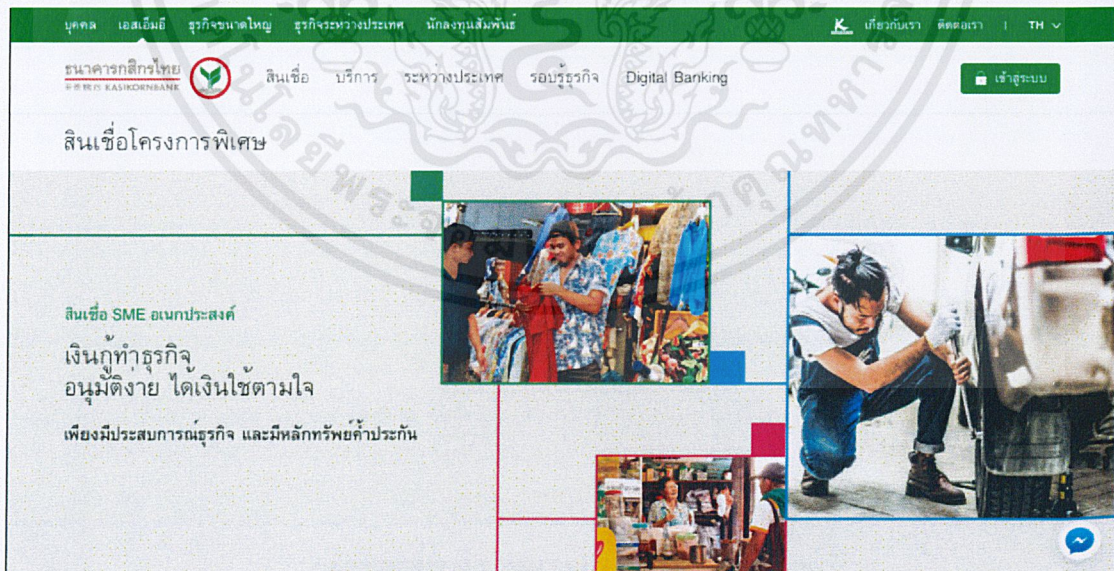 บุคคล เอสเอ็มอี ธุรกิจขนาดใหญ่ ธุรกิจระหว่างประเทศ นักลงทุนสัมพันธ์ K เกี่ยวกับเรา ติดต่อเรา | TH
ธนาคารกสิกรไทย
开泰银行 KASIKORNBANK
สินเชื่อ บริการ ระหว่างประเทศ รอบรู้ธุรกิจ Digital Banking เข้าสู่ระบบ
สินเชื่อโครงการพิเศษ
สินเชื่อ SME อเนกประสงค์
เงินกู้ทำธุรกิจ
อนุมัติง่าย ได้เงินใช้ตามใจ
เพียงมีประสบการณ์ธุรกิจ และมีหลักทรัพย์ค้ำประกัน